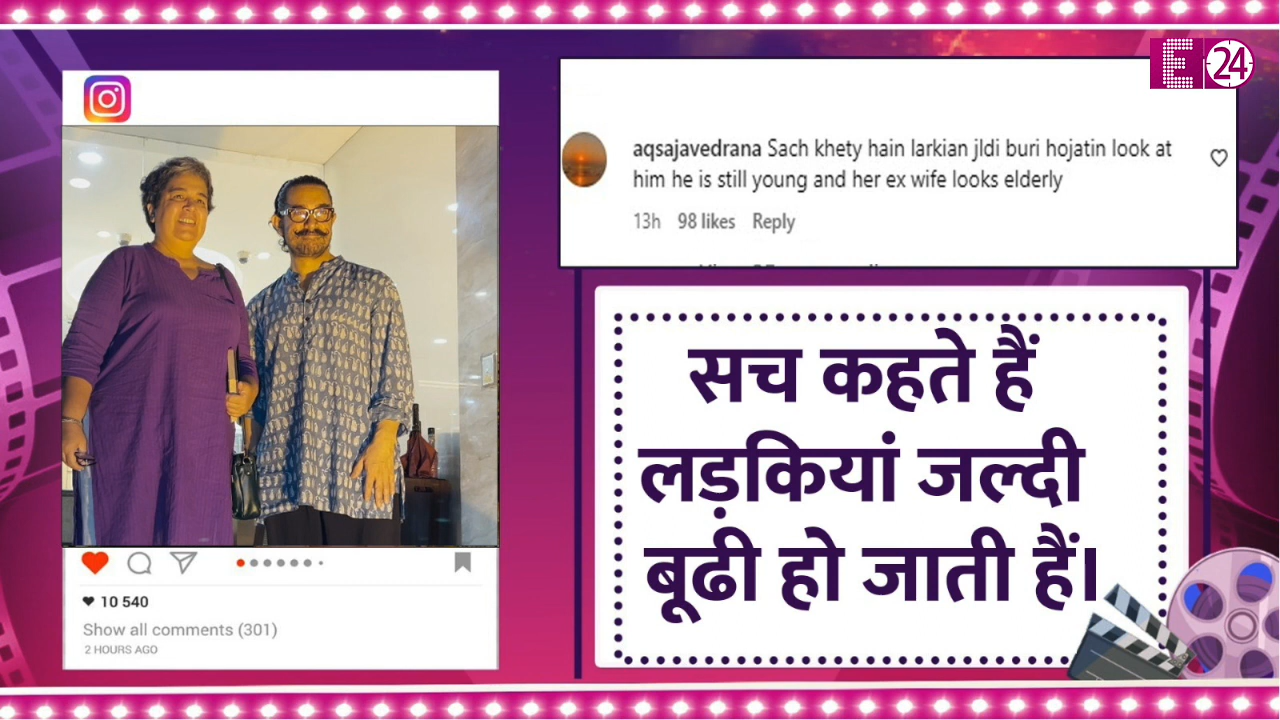 E 24
aqsajavedrana Sach khety hain larkian jldi buri hojatin look at
him he is still young and her ex wife looks elderly
13h 98 likes Reply
सच कहते हैं
लड़कियां जल्दी
बूढी हो जाती हैं।
10 540
Show all comments (301)
2 HOURS AGO